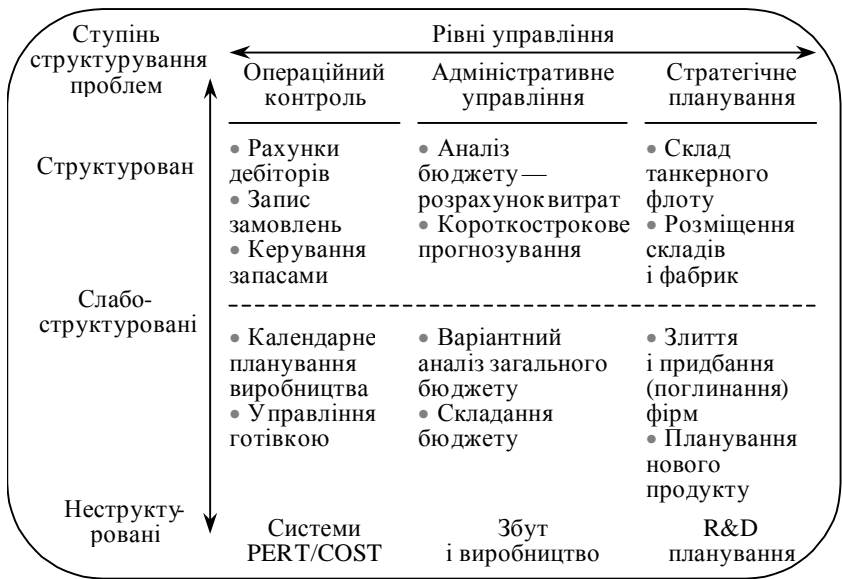 Ступінь
структурування
проблем
Рівні управління
Операційний
контроль
Адміністративне
управління
Стратегічне
планування
Структурован
• Рахунки
дебіторів
• Запис
замовлень
• Керування
запасами
• Аналіз
бюджету —
розрахунок витрат
• Короткострокове
прогнозування
• Склад
танкерного
флоту
• Розміщення
складів
і фабрик
Слабо-
структуровані
• Календарне
планування
виробництва
• Управління
готівкою
• Варіантний
аналіз загального
бюджету
• Складання
бюджету
• Злиття
і придбання
(поглинання)
фірм
• Планування
нового
продукту
Неструкту-
ровані
Системи
PERT/COST
Збут
і виробництво
R&D
планування